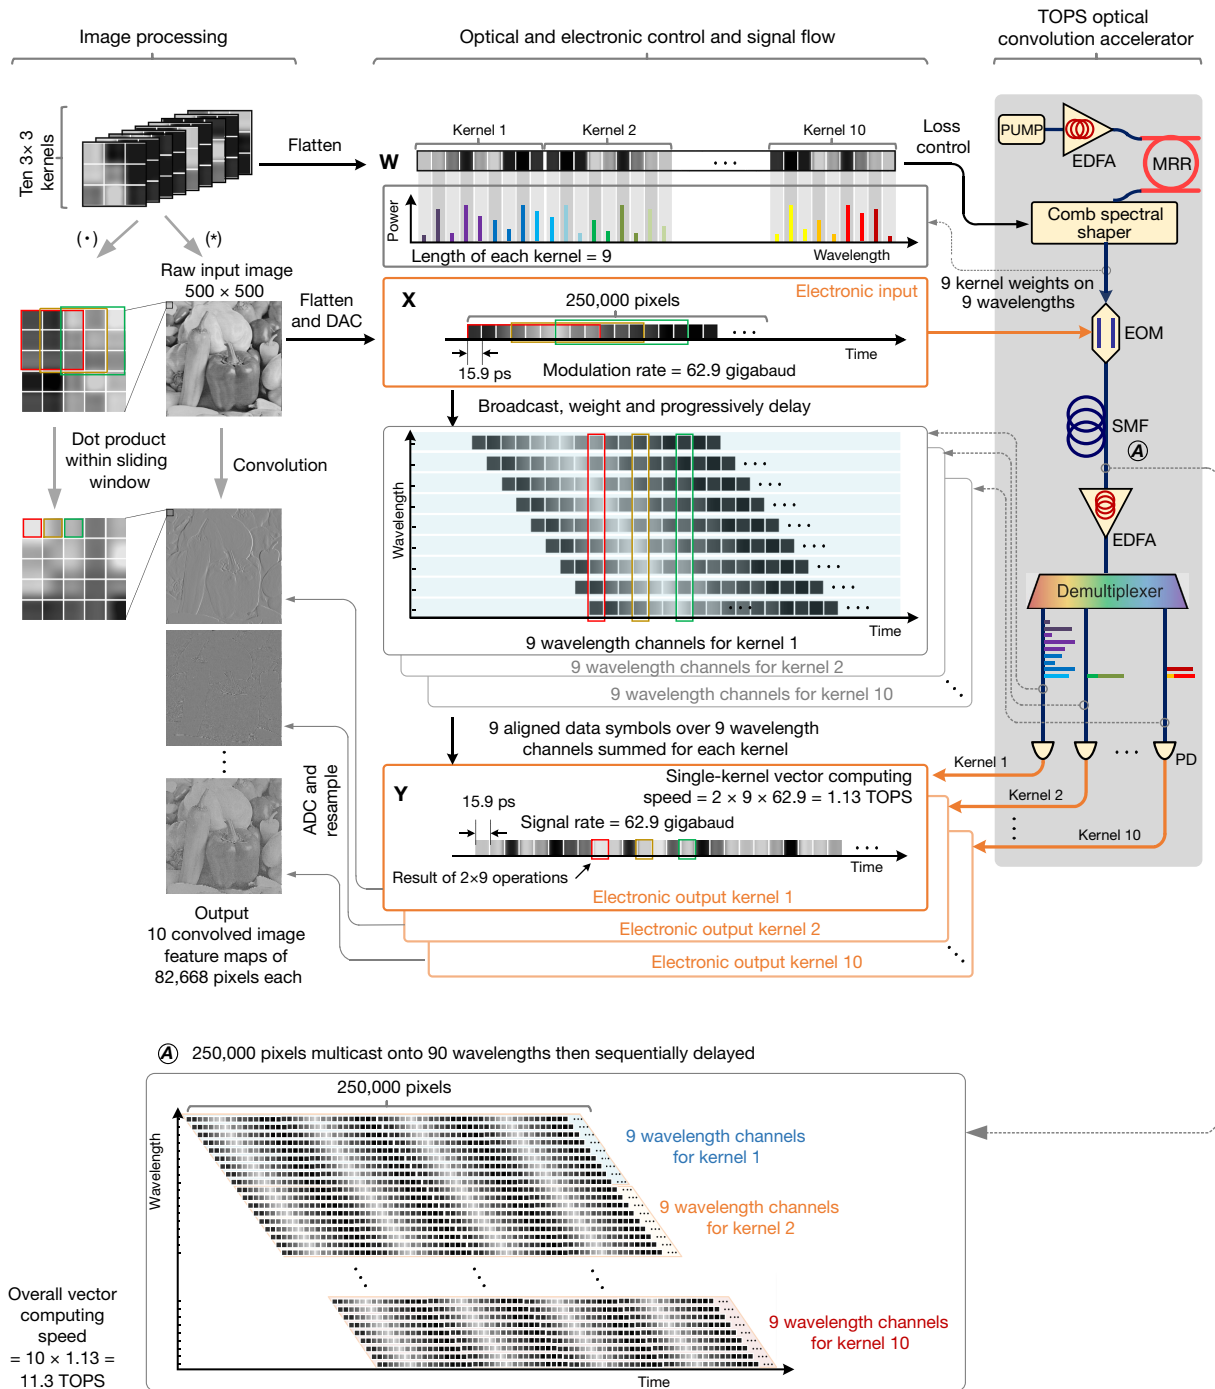 Image processing
Optical and electronic control and signal flow
TOPS optical
convolution accelerator
Ten 3× 3
kernels
Flatten
W
Kernel 1
Kernel 2
Kernel 10
Loss
control
PUMP
EDFA
MRR
Comb spectral
shaper
Power
Length of each kernel = 9
Wavelength
(·)
(*)
Raw input image
500 × 500
Flatten
and DAC
X
Electronic input
250,000 pixels
Time
15.9 ps
Modulation rate = 62.9 gigabaud
9 kernel weights on
9 wavelengths
EOM
Broadcast, weight and progressively delay
SMF
A
EDFA
Demultiplexer
Dot product
within sliding
window
Convolution
Wavelength
Time
9 wavelength channels for kernel 1
9 wavelength channels for kernel 2
9 wavelength channels for kernel 10
9 aligned data symbols over 9 wavelength
channels summed for each kernel
PD
Kernel 1
Kernel 2
Kernel 10
Y
Single-kernel vector computing
speed = 2 × 9 × 62.9 = 1.13 TOPS
15.9 ps
Signal rate = 62.9 gigabaud
Time
Result of 2×9 operations
Electronic output kernel 1
Electronic output kernel 2
Electronic output kernel 10
ADC and
resample
Output
10 convolved image
feature maps of
82,668 pixels each
A 250,000 pixels multicast onto 90 wavelengths then sequentially delayed
250,000 pixels
Wavelength
9 wavelength channels
for kernel 1
9 wavelength channels
for kernel 2
9 wavelength channels
for kernel 10
Time
Overall vector
computing
speed
= 10 × 1.13 =
11.3 TOPS